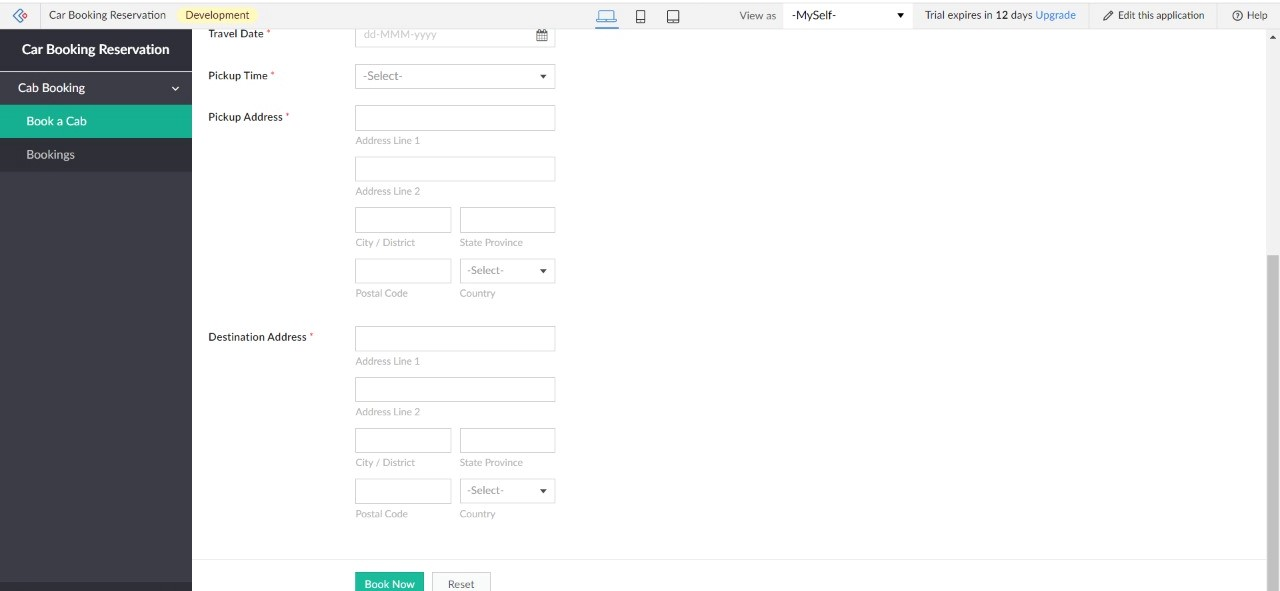 Car Booking Reservation Development View as -MySelf- Trial expires in 12 days Upgrade Edit this application Help
Car Booking Reservation
Cab Booking
Book a Cab
Bookings
Travel Date * dd-MMM-yyyy
Pickup Time * -Select-
Pickup Address *
Address Line 1
Address Line 2
City / District State Province
-Select-
Postal Code Country
Destination Address *
Address Line 1
Address Line 2
City / District State Province
-Select-
Postal Code Country
Book Now Reset